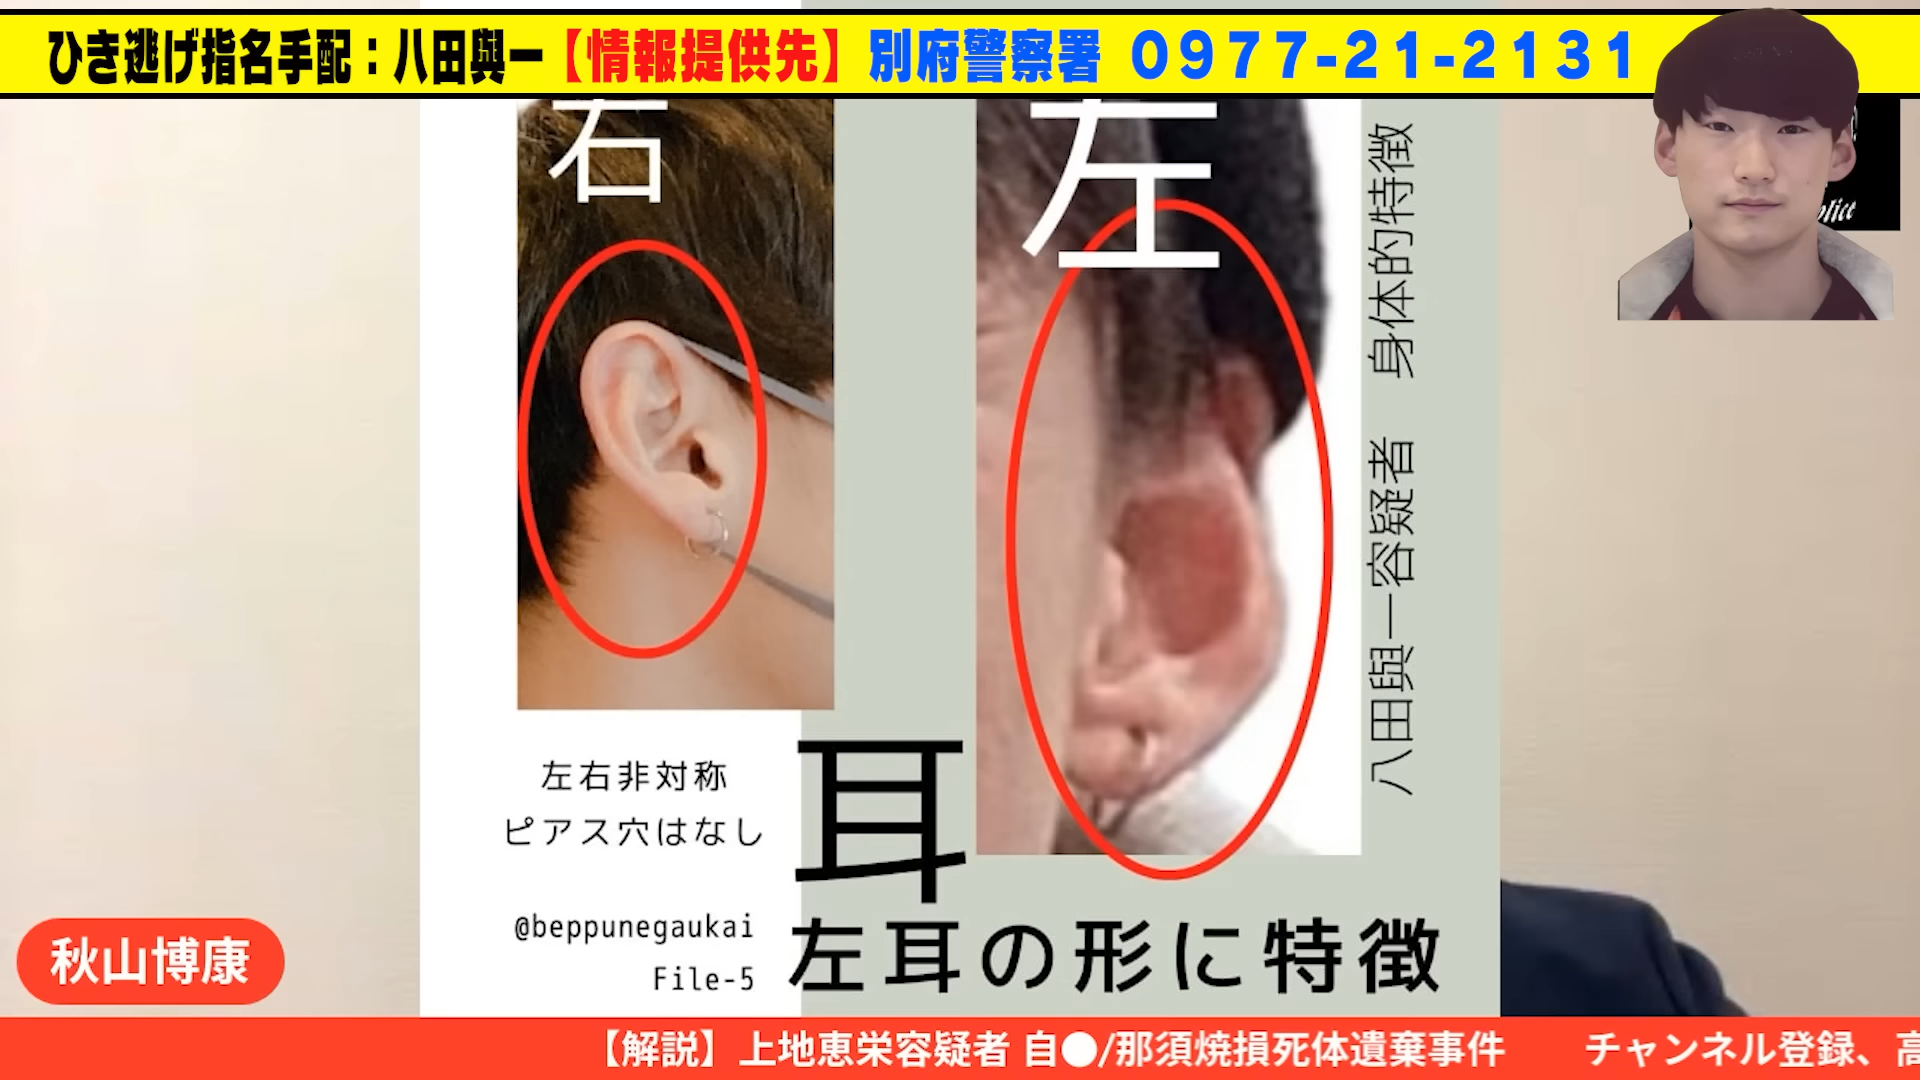 ひき逃げ指名手配：八田與一【情報提供先】別府警察署 0977-21-2131
右
左
身体的特徴
八田與一容疑者
左右非対称
ピアス穴はなし
耳
@beppunegaukai
File-5
左耳の形に特徴
秋山博康
【解説】上地恵栄容疑者 自●/那須焼損死体遺棄事件 チャンネル登録、高